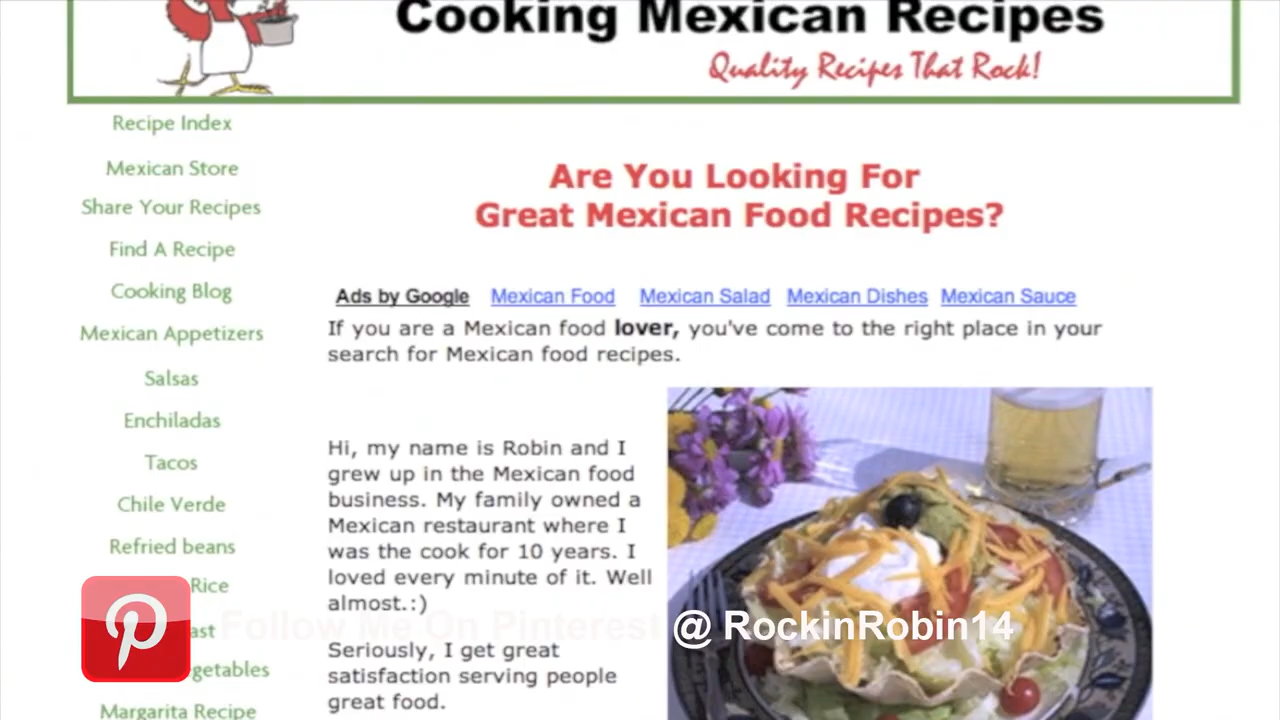 Cooking Mexican Recipes
Quality Recipes That Rock!
Recipe Index
Mexican Store
Share Your Recipes
Find A Recipe
Cooking Blog
Mexican Appetizers
Salsas
Enchiladas
Tacos
Chile Verde
Refried beans
Rice
ast
getables
Margarita Recipe
Are You Looking For
Great Mexican Food Recipes?
Ads by Google Mexican Food Mexican Salad Mexican Dishes Mexican Sauce
If you are a Mexican food lover, you've come to the right place in your
search for Mexican food recipes.
Hi, my name is Robin and I
grew up in the Mexican food
business. My family owned a
Mexican restaurant where I
was the cook for 10 years. I
loved every minute of it. Well
almost.:)
Seriously, I get great
satisfaction serving people
great food.
Follow Me On Pinterest @ RockinRobin14